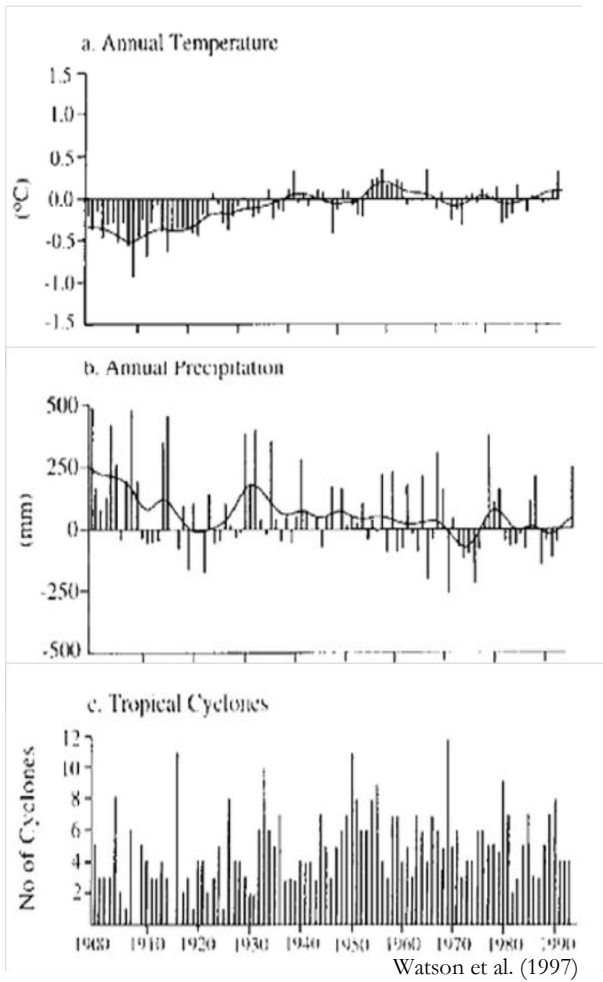 a. Annual Temperature
1.5
1.0
0.5
0.0
-0.5
-1.0
-1.5
(°C)
b. Annual Precipitation
500
250
0
-250
-500
(mm)
c. Tropical Cyclones
12
10
8
6
4
2
No of Cyclones
1900 1910 1920 1930 1940 1950 1960 1970 1980 1990
Watson et al. (1997)